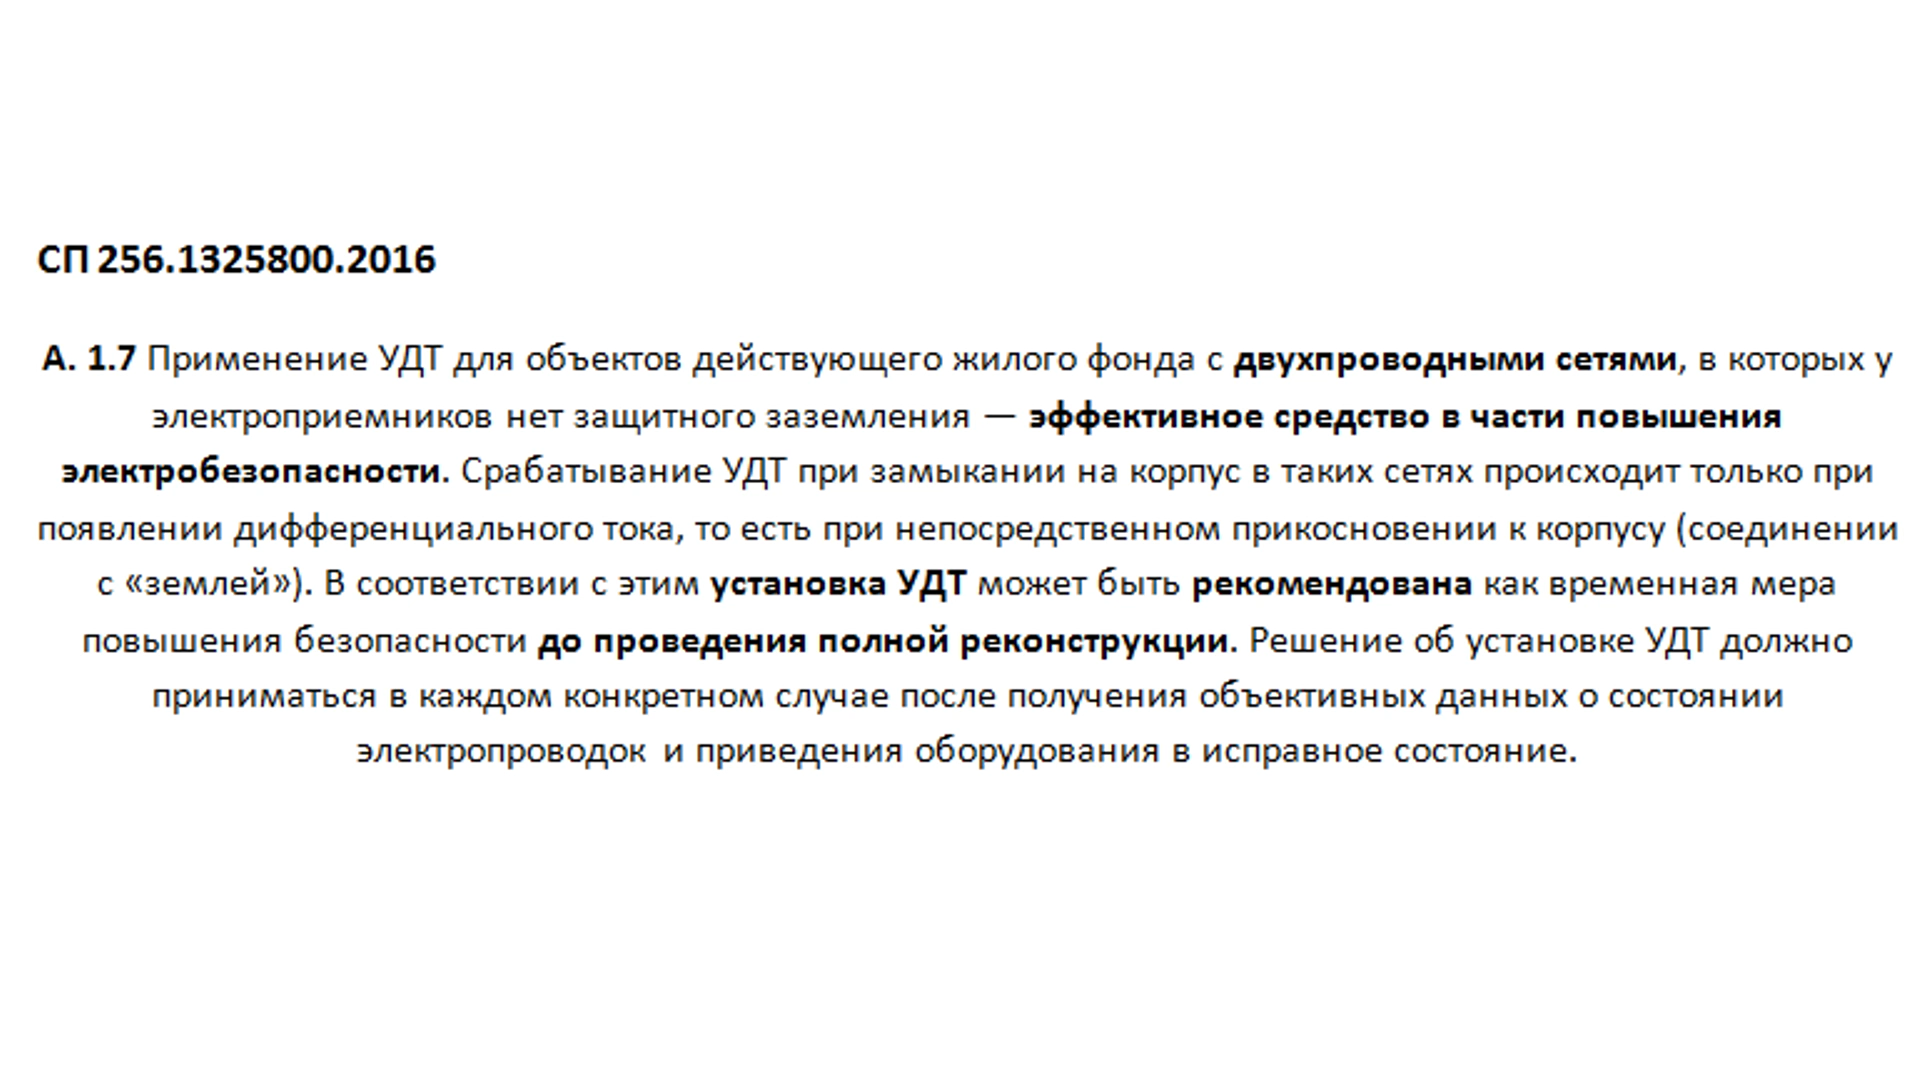 СП 256.1325800.2016
А. 1.7 Применение УДТ для объектов действующего жилого фонда с двухпроводными сетями, в которых у
электроприемников нет защитного заземления — эффективное средство в части повышения
электробезопасности. Срабатывание УДТ при замыкании на корпус в таких сетях происходит только при
появлении дифференциального тока, то есть при непосредственном прикосновении к корпусу (соединении
с «землей»). В соответствии с этим установка УДТ может быть рекомендована как временная мера
повышения безопасности до проведения полной реконструкции. Решение об установке УДТ должно
приниматься в каждом конкретном случае после получения объективных данных о состоянии
электропроводок и приведения оборудования в исправное состояние.